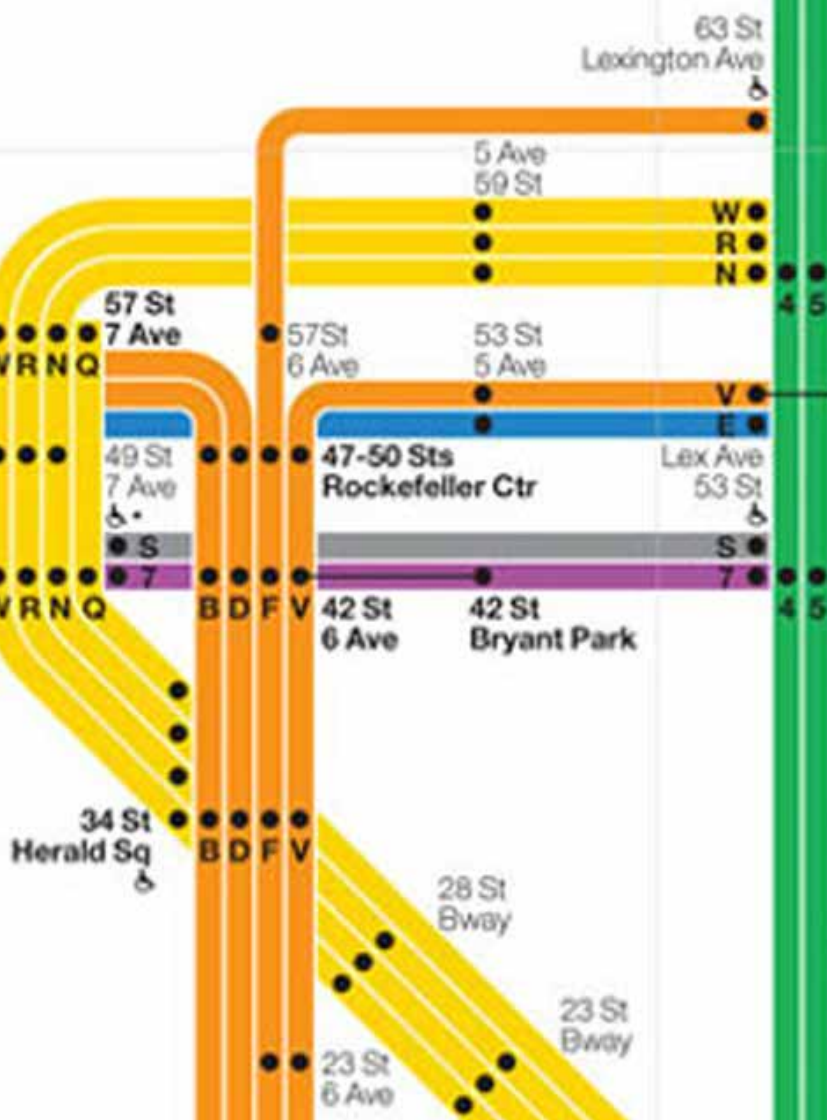 63 St
Lexington Ave
5 Ave
59 St
W
R
N
4 5
57 St
7 Ave
W R N Q
57St
6 Ave
53 St
5 Ave
V
E
49 St
7 Ave
47-50 Sts
Rockefeller Ctr
Lex Ave
53 St
S S
7 7
W R N Q B D F V
42 St
6 Ave
42 St
Bryant Park
4 5
34 St
Herald Sq
B D F V
28 St
Bway
23 St
Bway
23 St
6 Ave